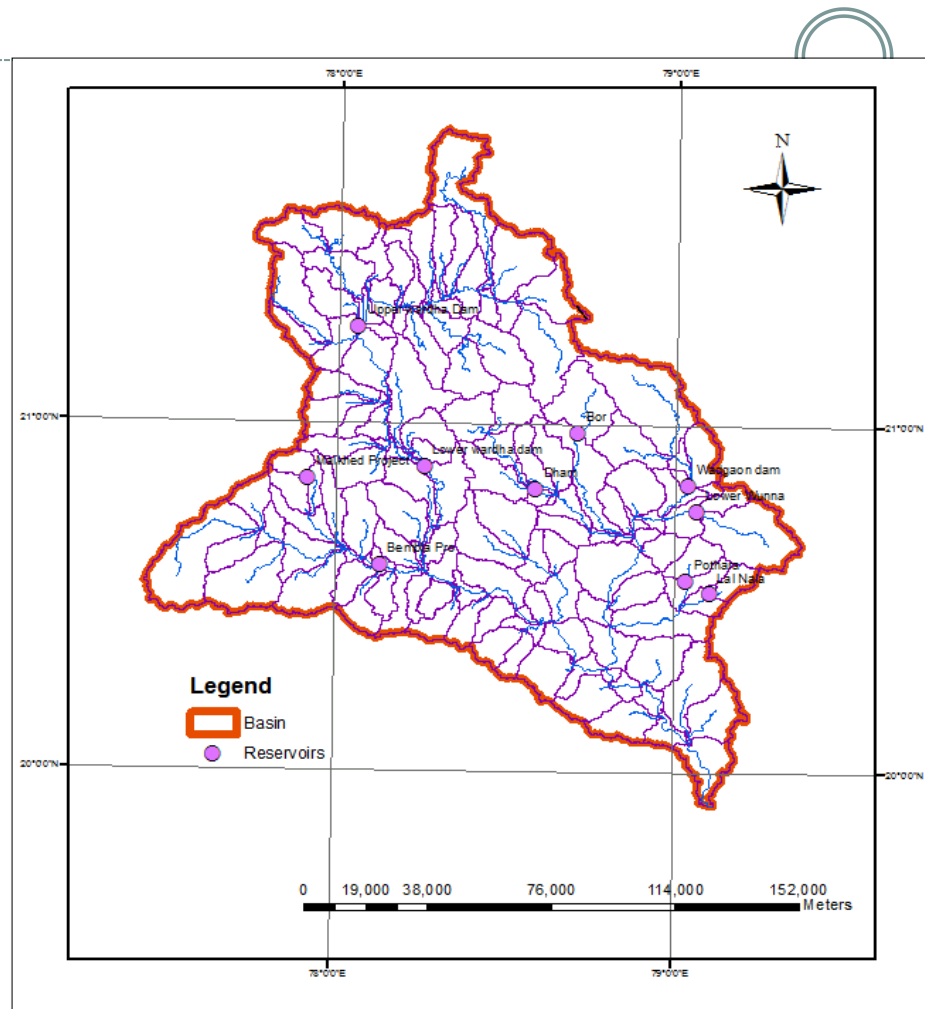 78°0'0"E
79°0'0"E
N
Upper wardha Dam
21°0'0"N
Bor
21°0'0"N
Lower wardha dam
Malkhed Project
Dham
Wadgaon dam
Lower Wunna
Bembla Pro
Pothara
Lal Nala
Legend
Basin
Reservoirs
20°0'0"N
20°0'0"N
0 19,000 38,000 76,000 114,000 152,000
Meters
78°0'0"E
79°0'0"E